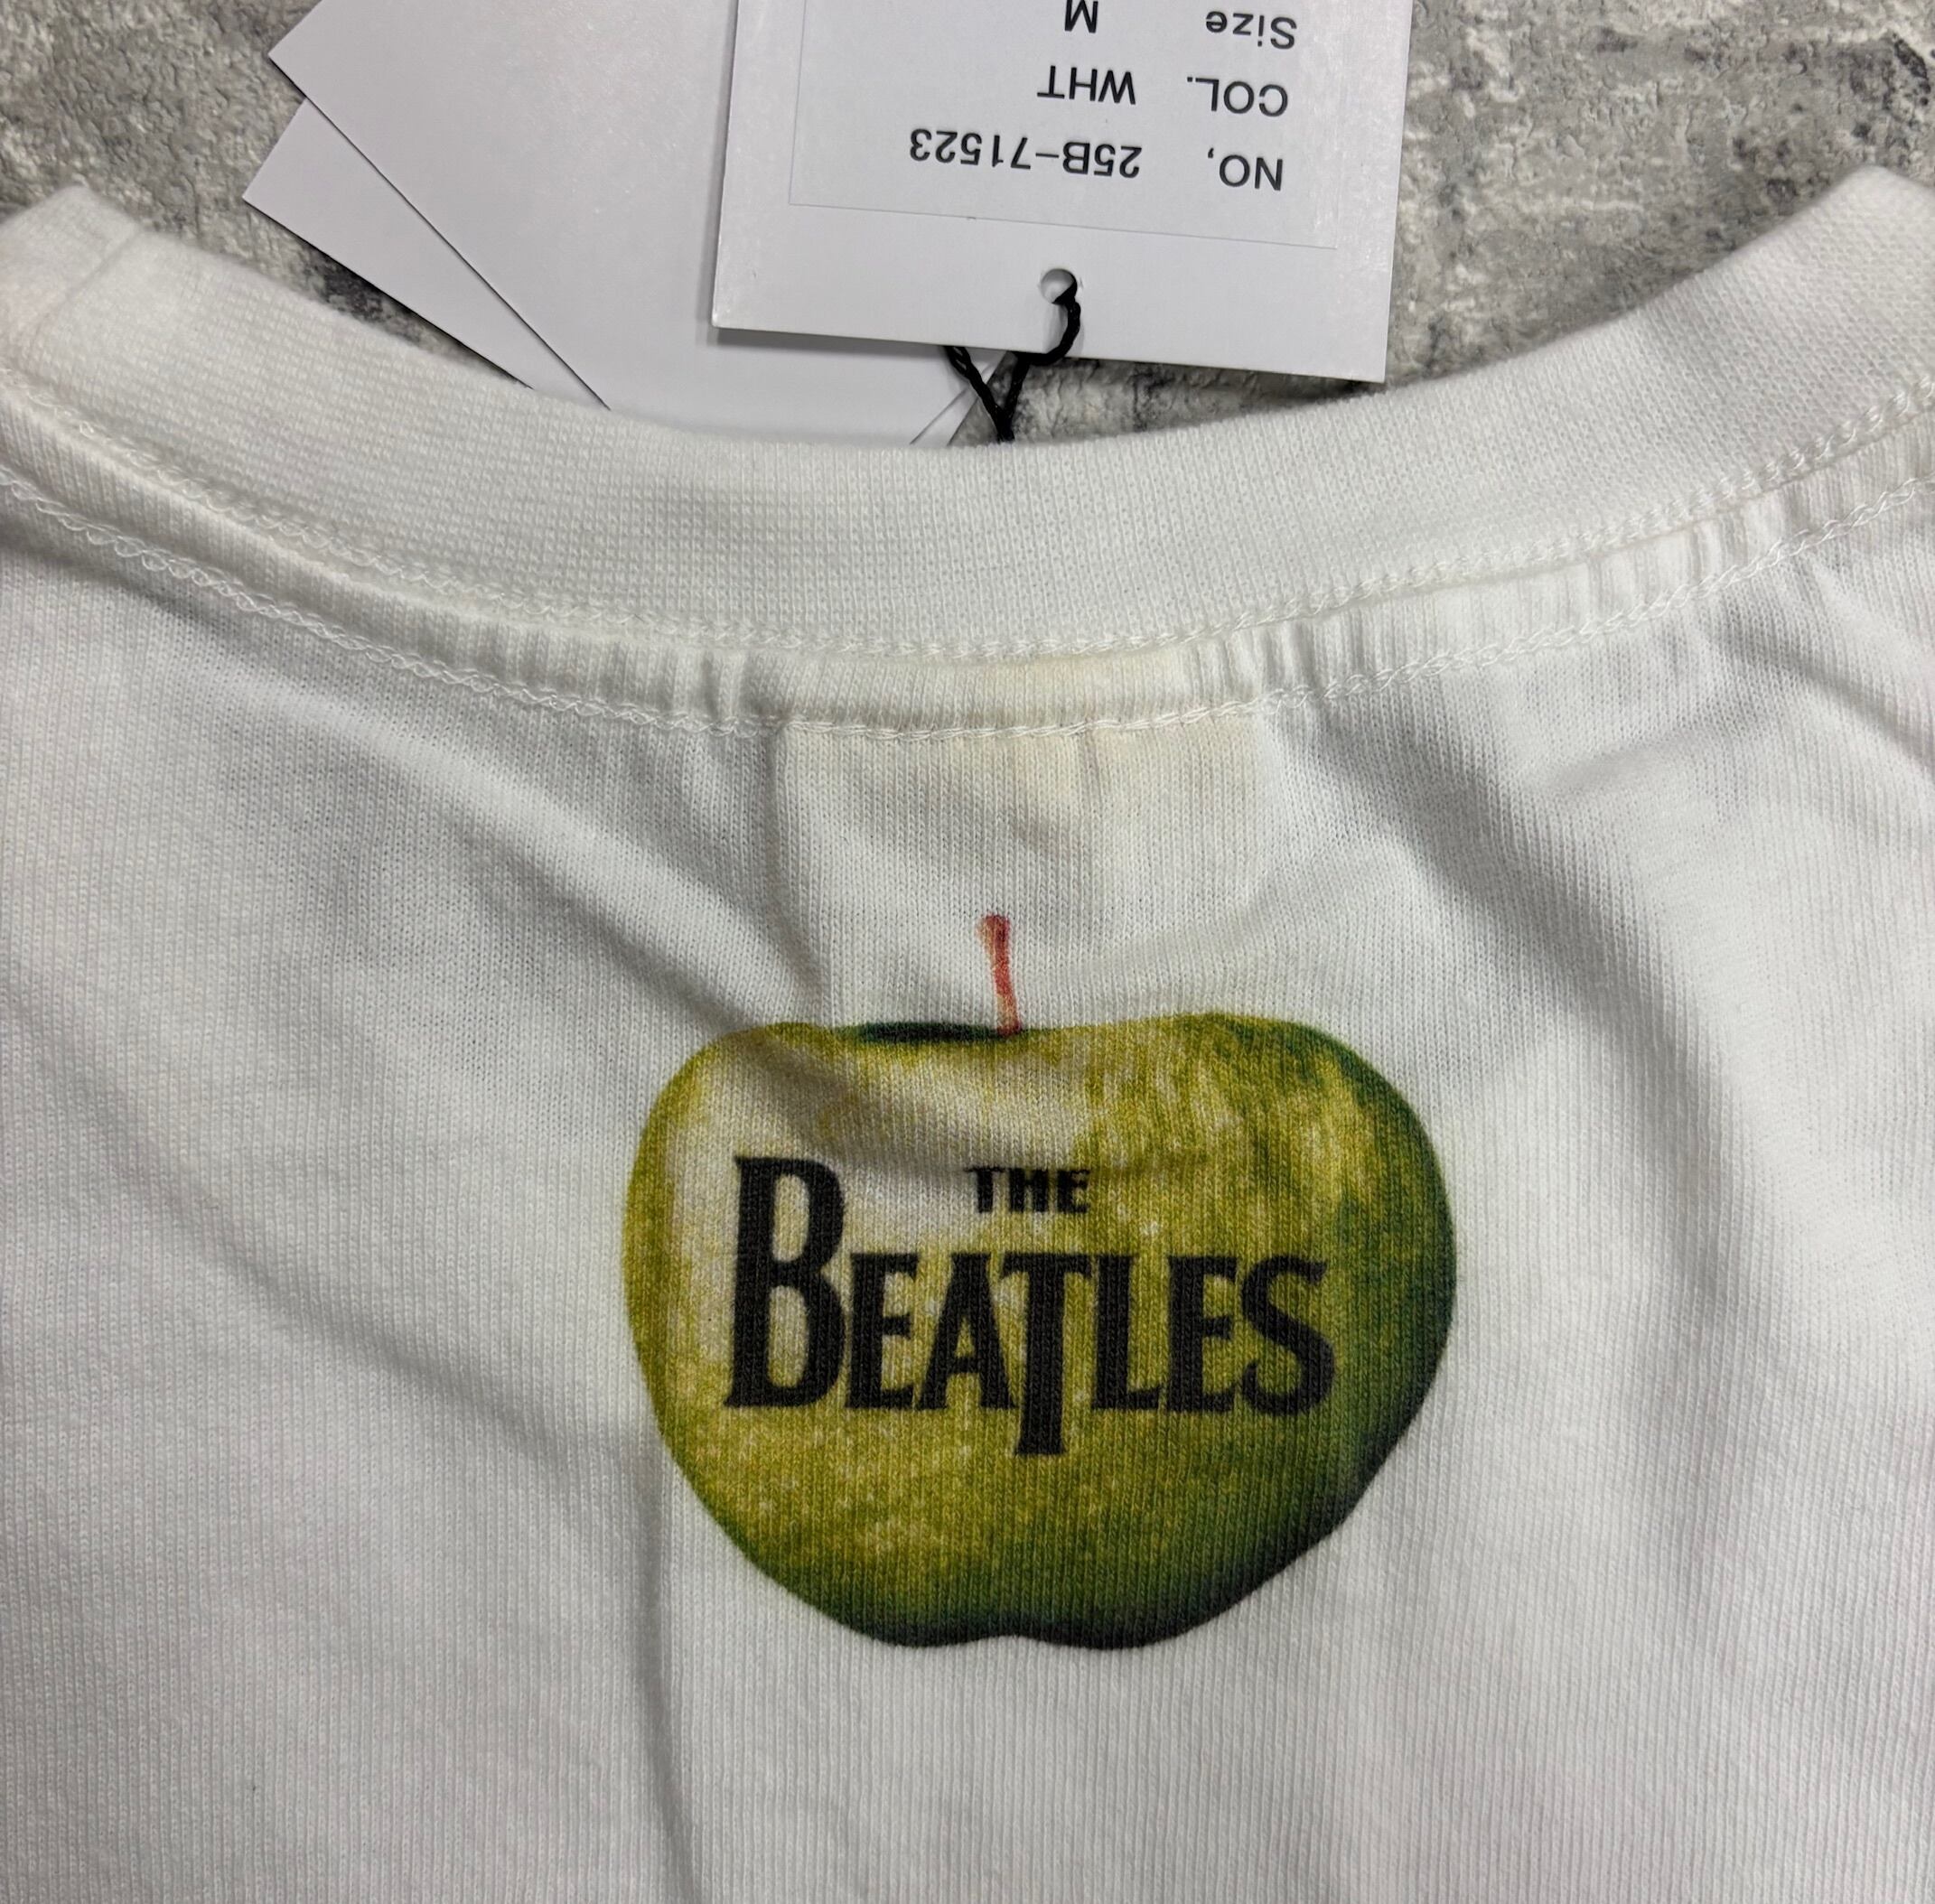 NO, 25B-71523
COL. WHT
Size M
THE
BEATLES